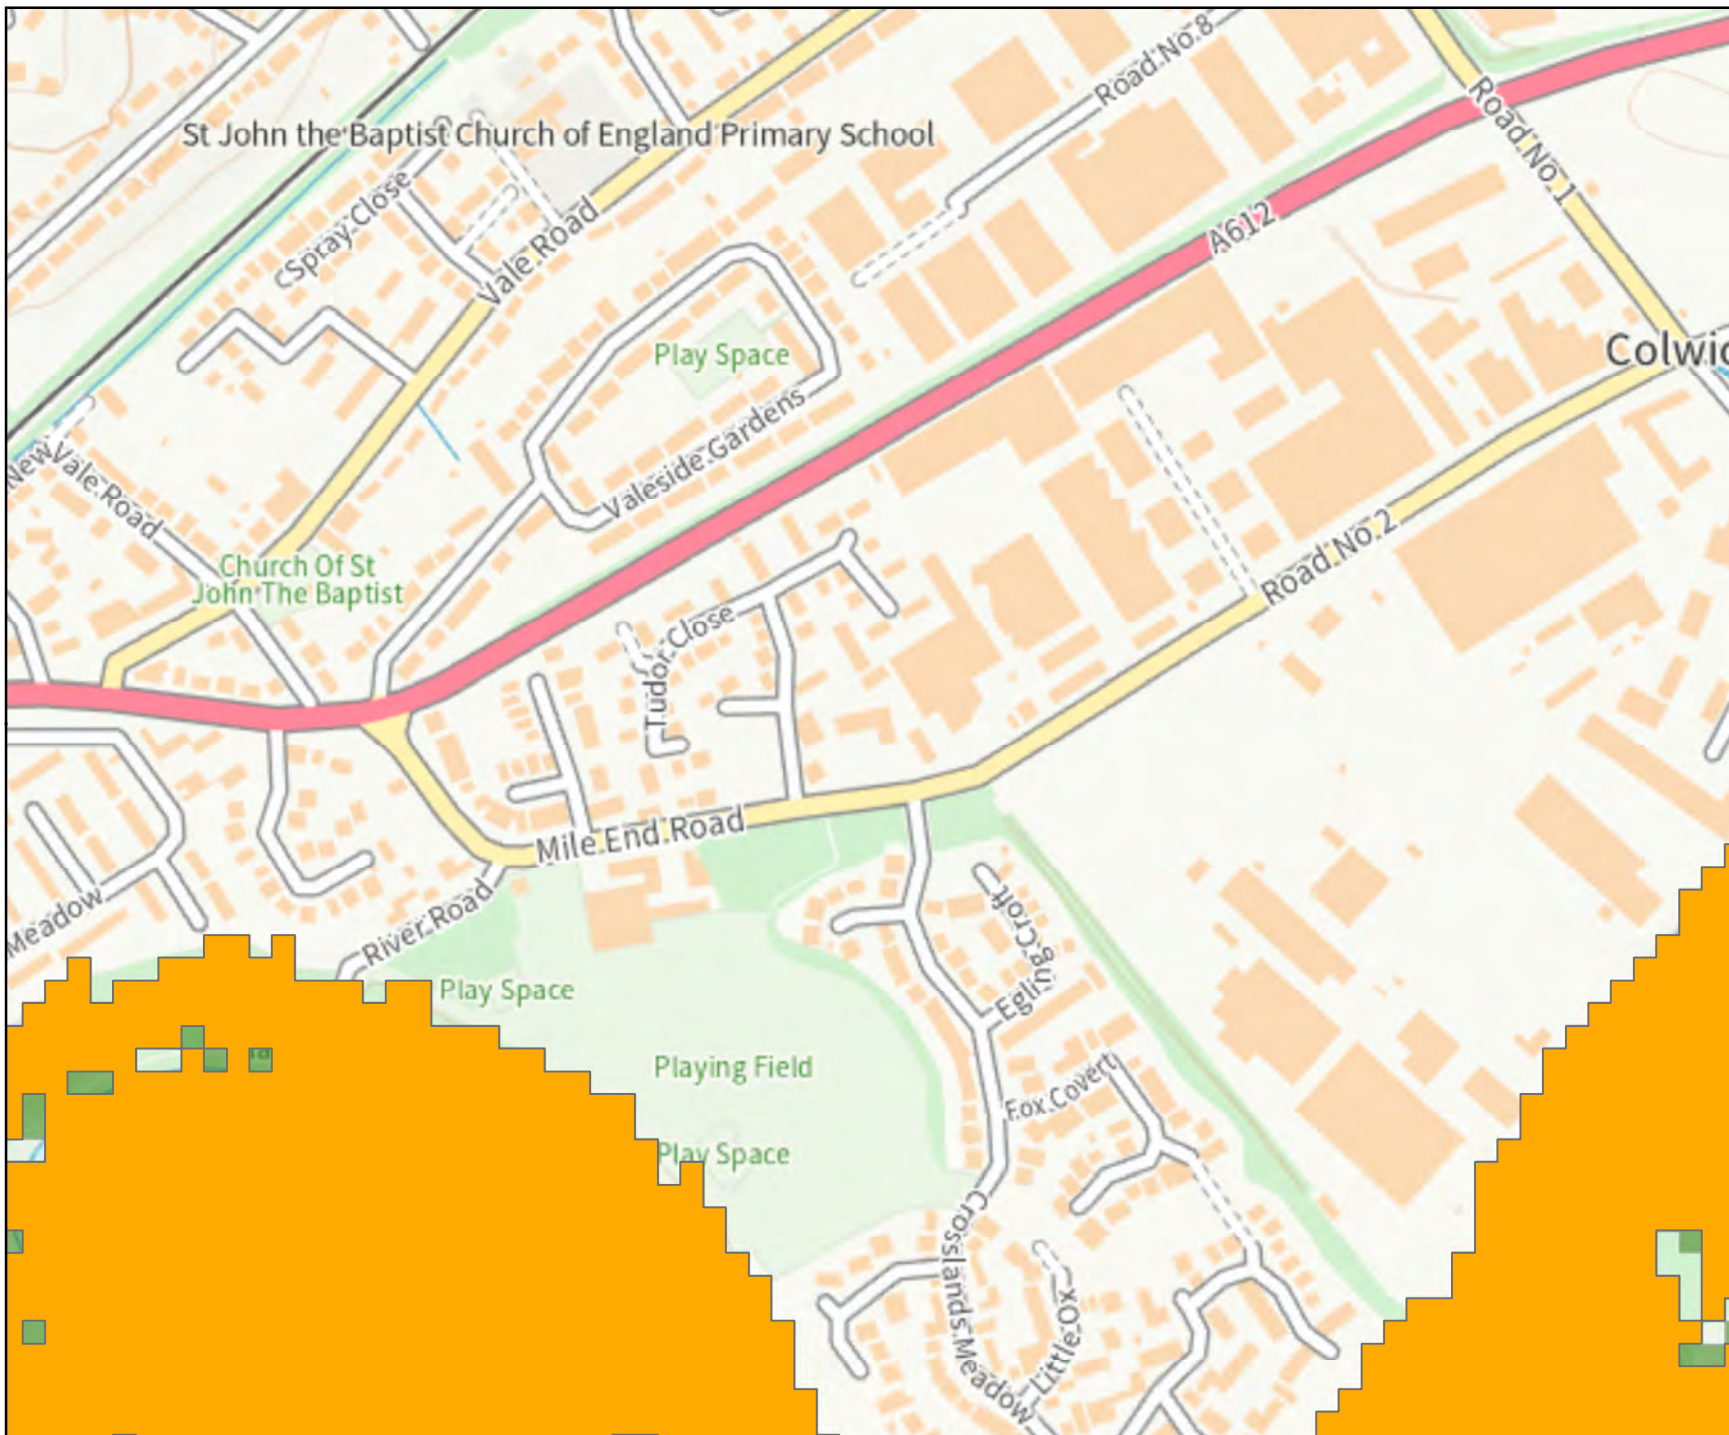 Road No.8
St John the Baptist Church of England Primary School
Road No.1
Spray Close
Vale Road
A612
Play Space
Colwic
Valeside Gardens
New Vale Road
Road No.2
Church Of St
John The Baptist
Tudor Close
Mile End Road
Meadow
River Road
Egling Croft
Play Space
Playing Field
Fox Covert
Play Space
Crosslands Meadow
Little Ox